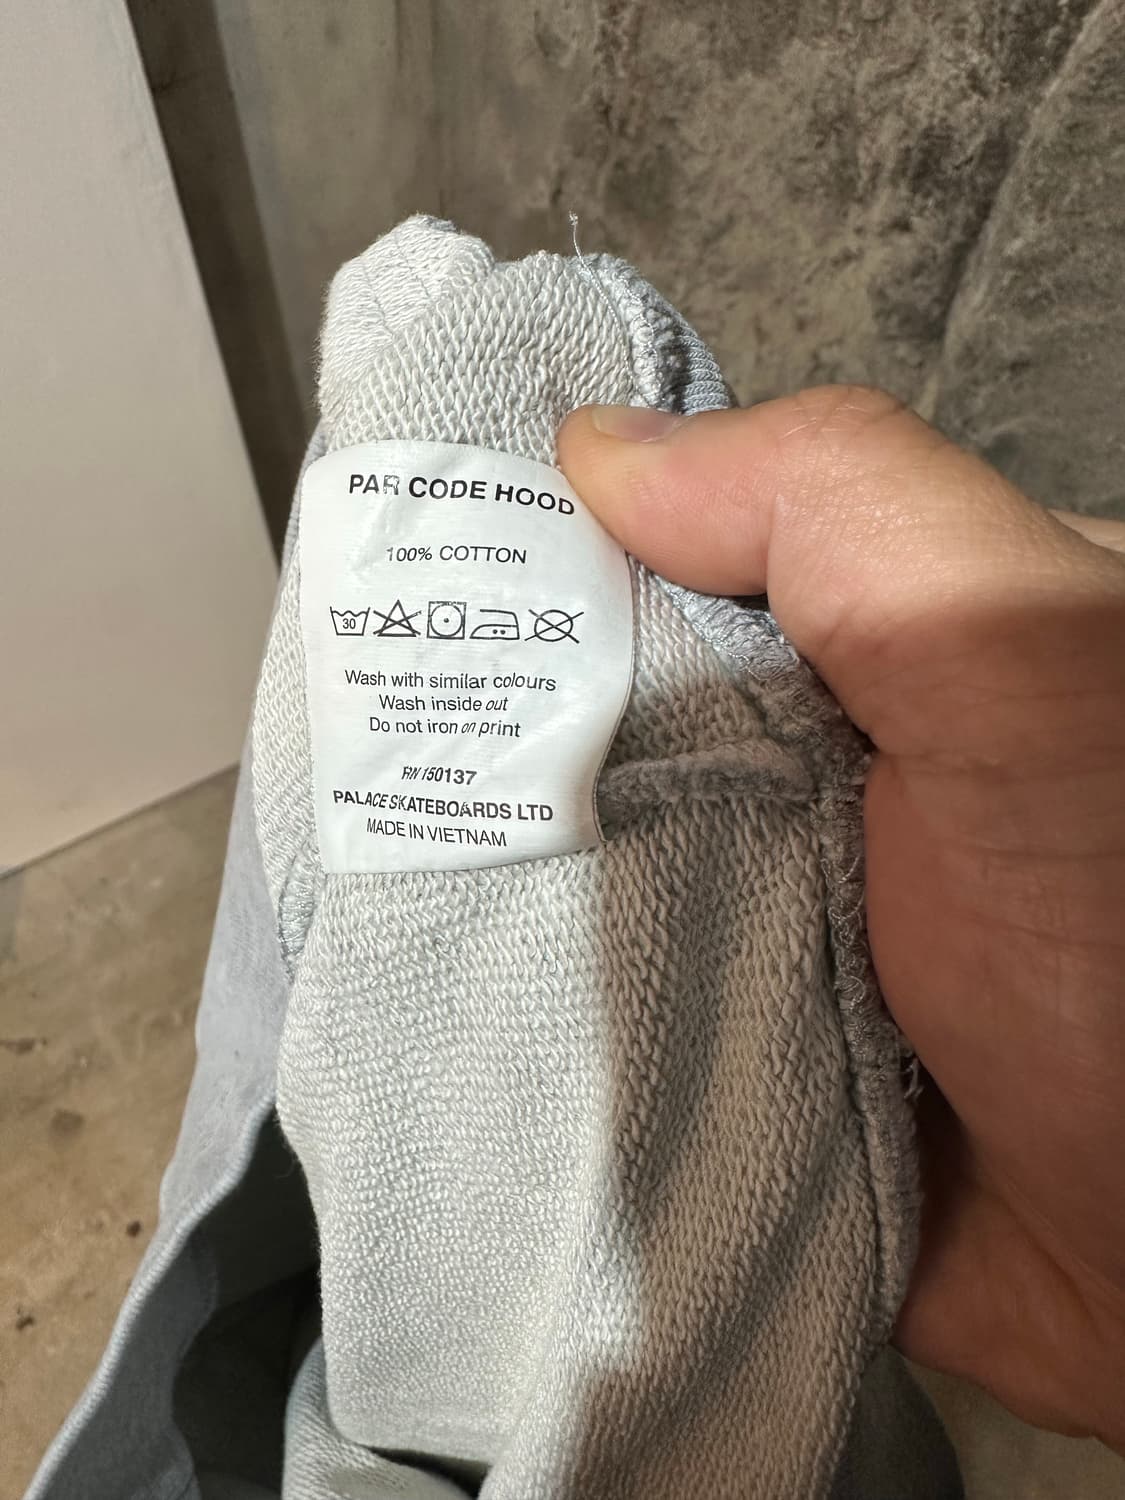 PAR CODE HOOD
100% COTTON
30
Wash with similar colours
Wash inside out
Do not iron on print
RN 150137
PALACE SKATEBOARDS LTD
MADE IN VIETNAM